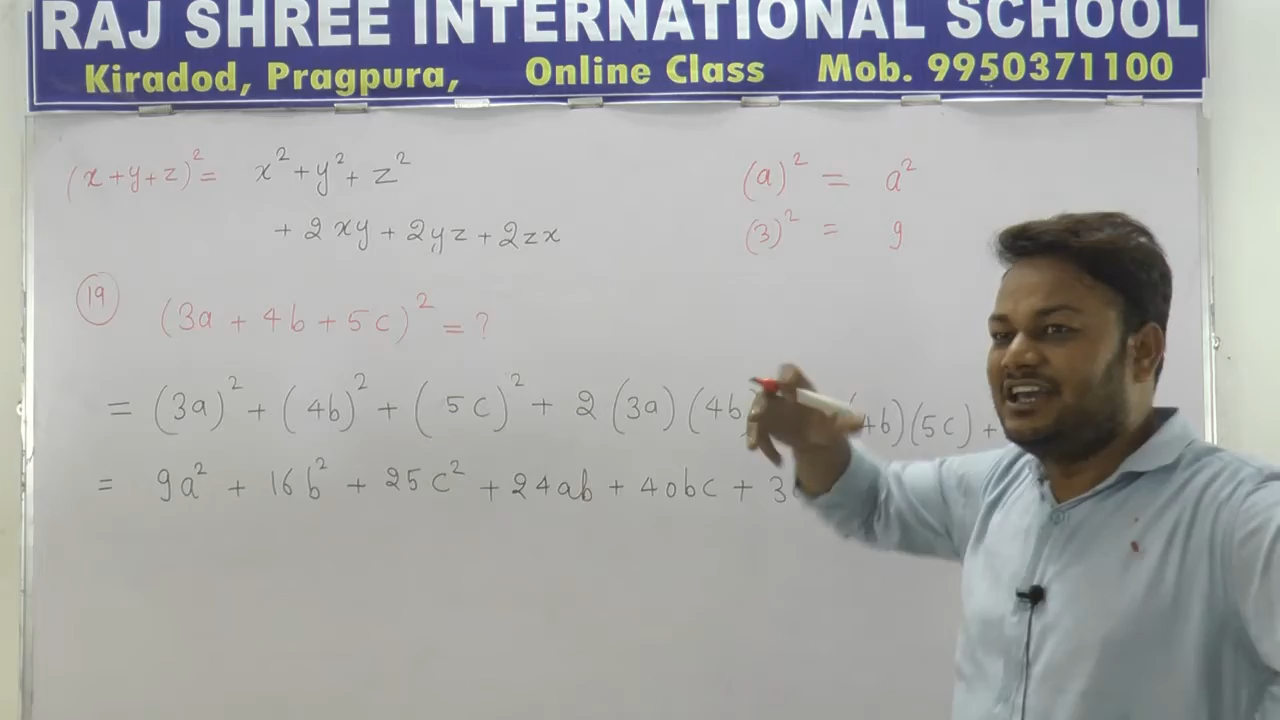 RAJ SHREE INTERNATIONAL SCHOOL
Kiradod, Pragpura, Online Class Mob. 9950371100
(x+y+z)² = x² + y² + z²
+ 2xy + 2yz + 2zx
(a)² = a²
(3)² = 9
19 (3a + 4b + 5c)² = ?
= (3a)² + (4b)² + (5c)² + 2(3a)(4b 4b)(5c) +
= 9a² + 16b² + 25c² + 24ab + 40bc + 3